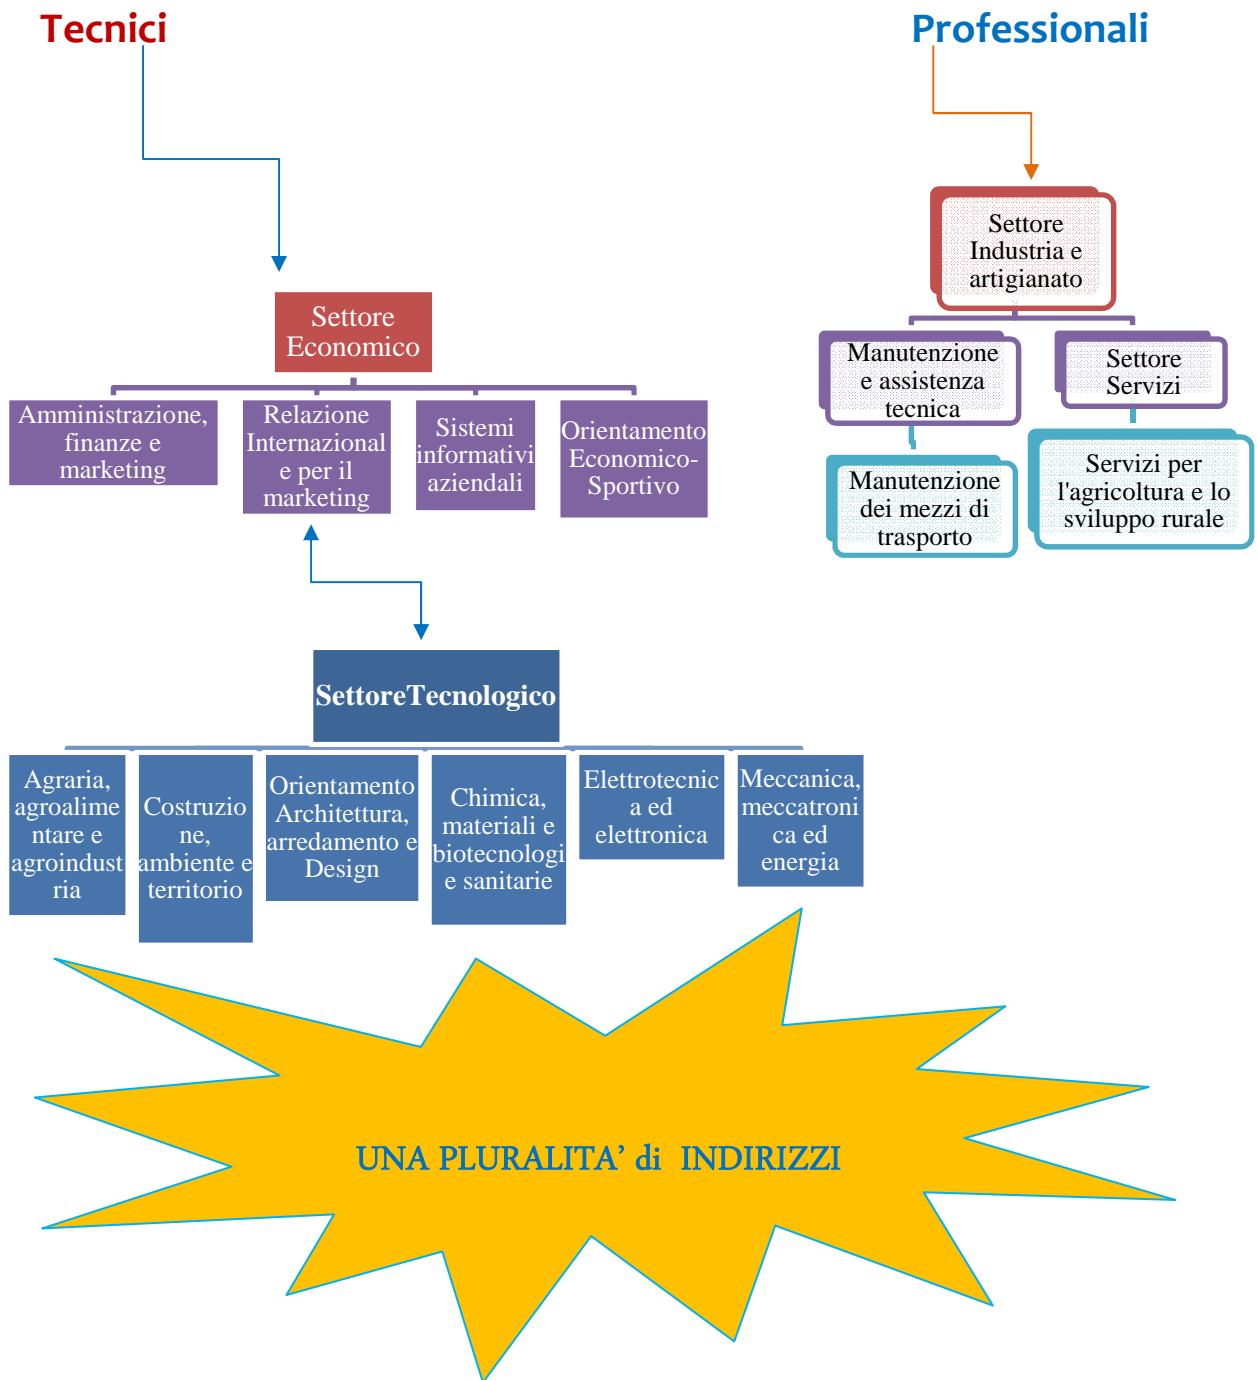 Tecnici
Professionali
Settore
Economico
Amministrazione,
finanze e
marketing
Relazione
Internazional
e per il
marketing
Sistemi
informativi
aziendali
Orientamento
Economico-
Sportivo
Settore
Industria e
artigianato
Manutenzione
e assistenza
tecnica
Settore
Servizi
Manutenzione
dei mezzi di
trasporto
Servizi per
l'agricoltura e lo
sviluppo rurale
SettoreTecnologico
Agraria,
agroalime
ntare e
agroindust
ria
Costruzio
ne,
ambiente e
territorio
Orientamento
Architettura,
arredamento e
Design
Chimica,
materiali e
biotecnologi
e sanitarie
Elettrotecnic
a ed
elettronica
Meccanica,
meccatroni
ca ed
energia
UNA PLURALITA’ di INDIRIZZI